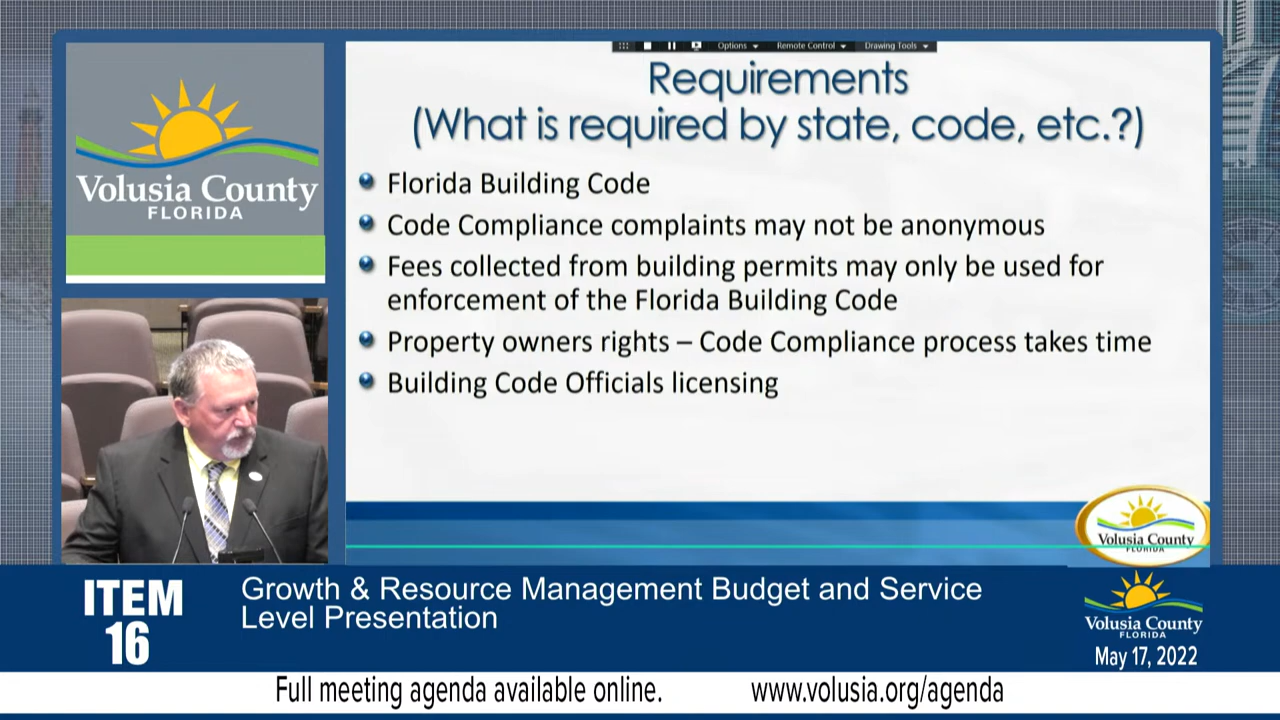 Options
Remote Control
Drawing Tools
Volusia County
FLORIDA
Requirements
(What is required by state, code, etc.?)
Florida Building Code
Code Compliance complaints may not be anonymous
Fees collected from building permits may only be used for
enforcement of the Florida Building Code
Property owners rights – Code Compliance process takes time
Building Code Officials licensing
Volusia County
FLORIDA
ITEM
16
Growth & Resource Management Budget and Service
Level Presentation
Volusia County
FLORIDA
May 17, 2022
Full meeting agenda available online.
www.volusia.org/agenda